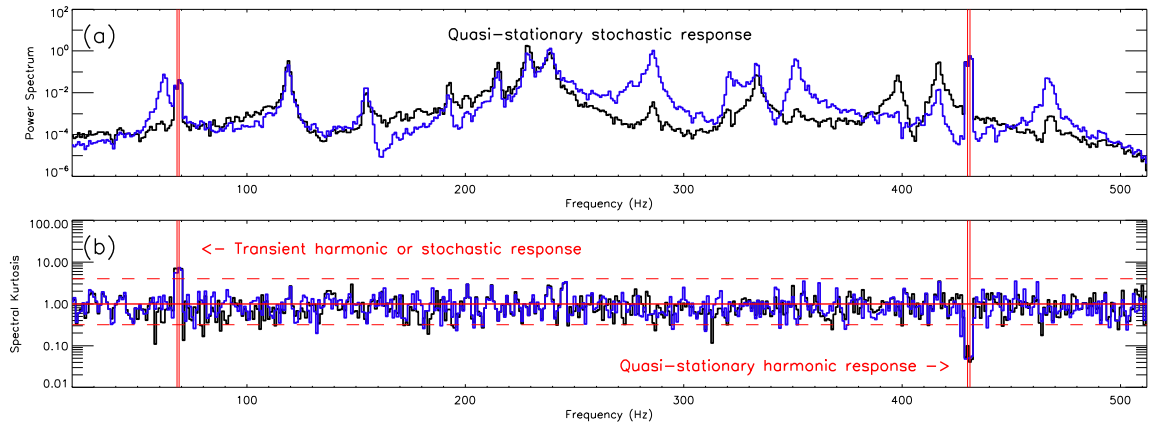 (a)
Quasi-stationary stochastic response
Power Spectrum
10²
10⁰
10⁻²
10⁻⁴
10⁻⁶
100 200 300 400 500
Frequency (Hz)
(b)
<- Transient harmonic or stochastic response
Spectral Kurtosis
100.00
10.00
1.00
0.10
0.01
Quasi-stationary harmonic response ->
100 200 300 400 500
Frequency (Hz)